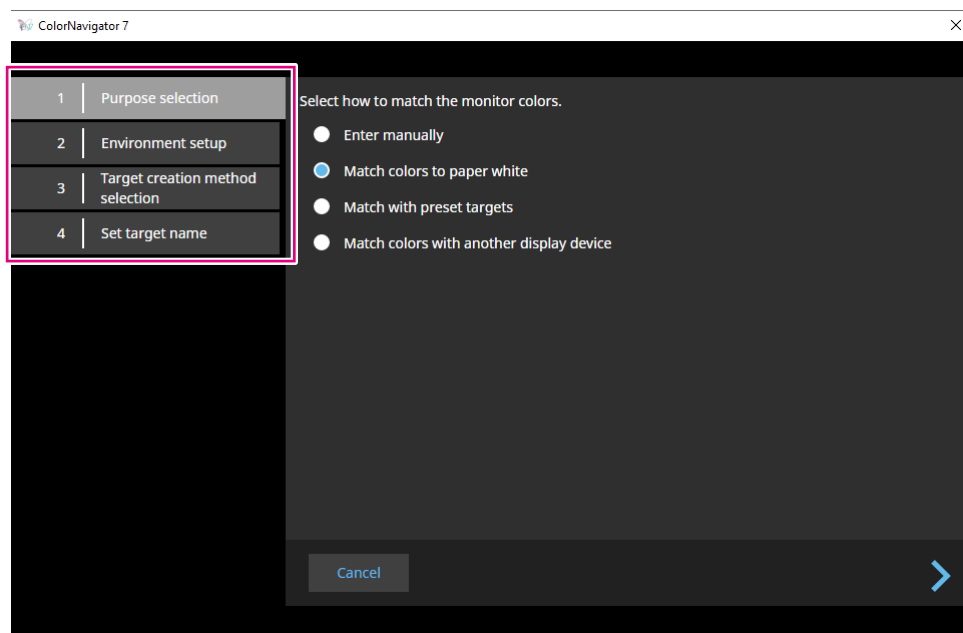 ColorNavigator 7
1 Purpose selection
2 Environment setup
3 Target creation method
selection
4 Set target name
Select how to match the monitor colors.
Enter manually
Match colors to paper white
Match with preset targets
Match colors with another display device
Cancel